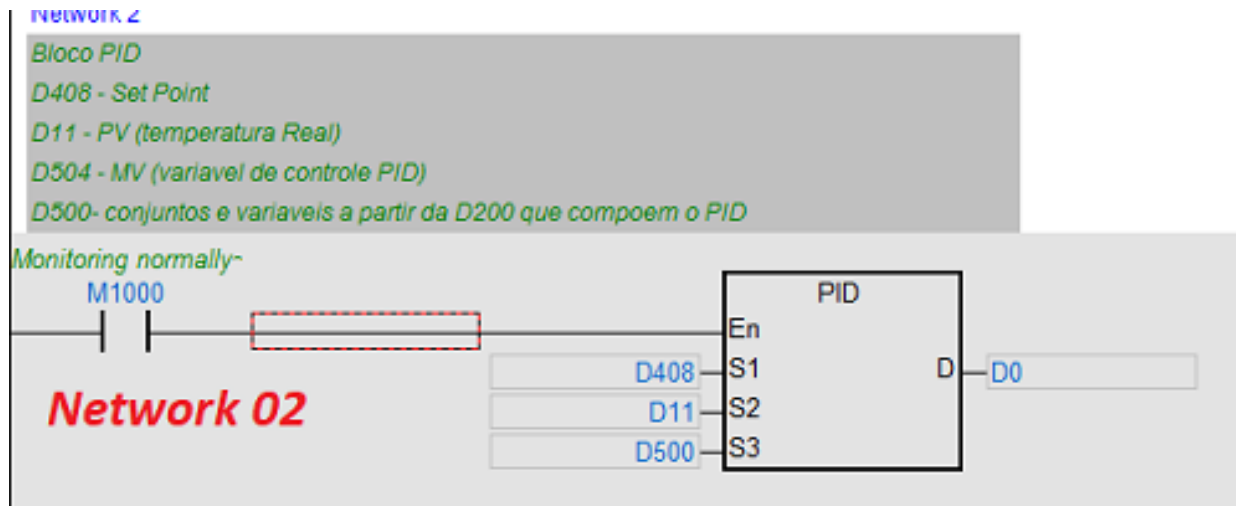 Network 2
Bloco PID
D408 - Set Point
D11 - PV (temperatura Real)
D504 - MV (variavel de controle PID)
D500- conjuntos e variaveis a partir da D200 que compoem o PID
Monitoring normally~
M1000
PID
En
D408 S1 D D0
D11 S2
D500 S3
Network 02